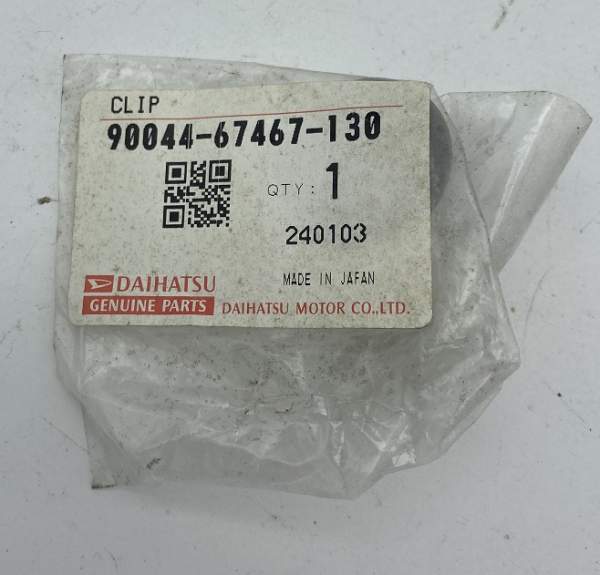 CLIP
90044-67467-130
QTY: 1
240103
DAIHATSU
MADE IN JAPAN
GENUINE PARTS
DAIHATSU MOTOR CO.,LTD.